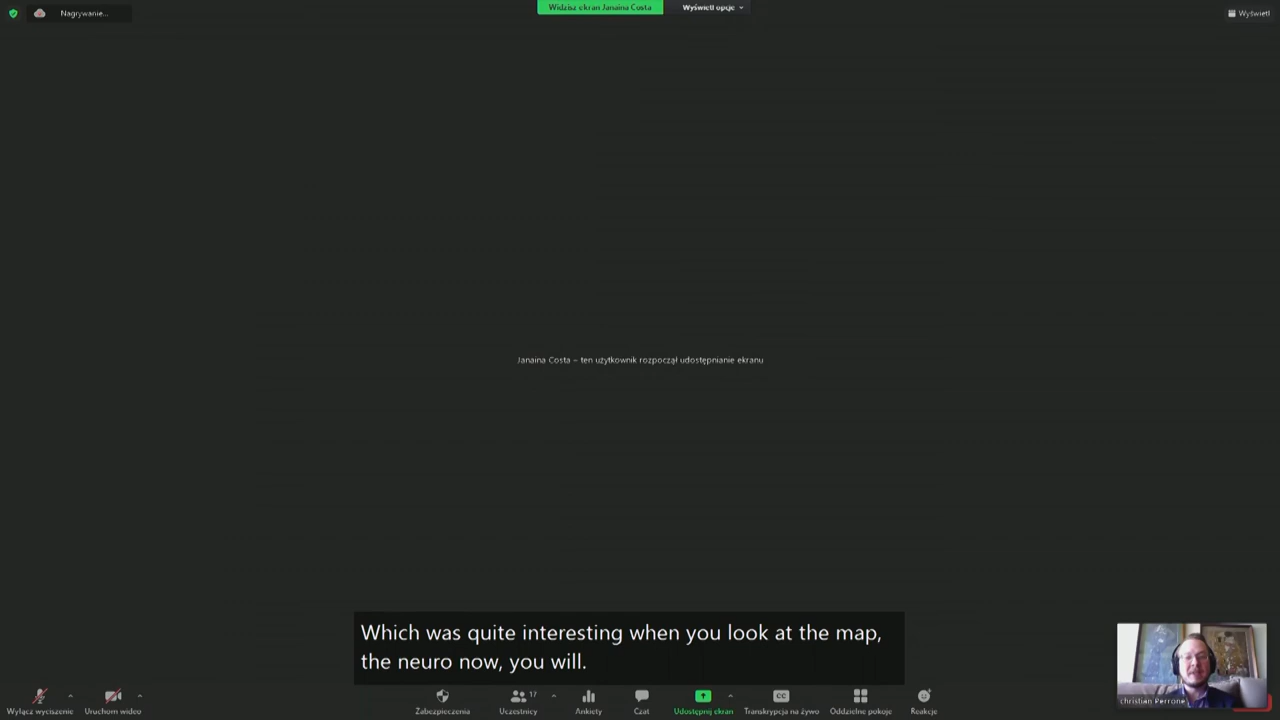 Nagrywanie...
Widzisz ekran Janaina Costa
Wyświetl opcje
Wyświetl
Janaina Costa – ten użytkownik rozpoczął udostępnianie ekranu
Which was quite interesting when you look at the map,
the neuro now, you will.
christian Perrone
Wyłącz wyciszenie
Uruchom wideo
Zabezpieczenia
17
Uczestnicy
Ankiety
Czat
Udostępnij ekran
CC
Transkrypcja na żywo
Oddzielne pokoje
Reakcje